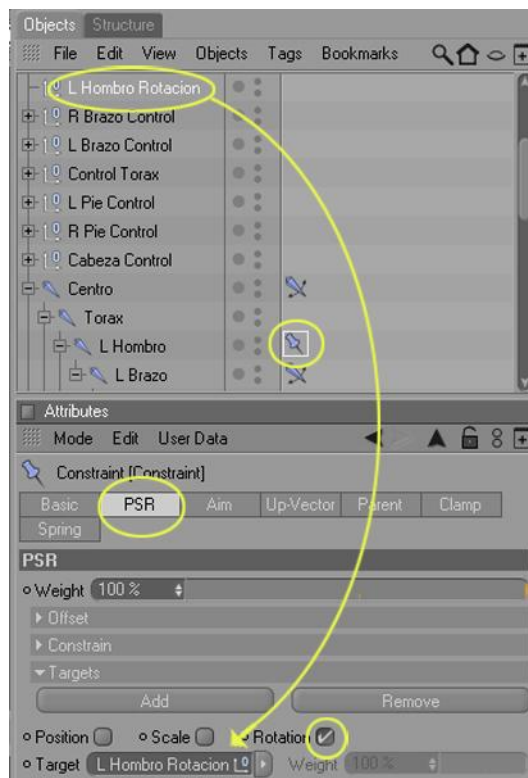 Objects Structure
File Edit View Objects Tags Bookmarks
L Hombro Rotacion
R Brazo Control
L Brazo Control
Control Torax
L Pie Control
R Pie Control
Cabeza Control
Centro
Torax
L Hombro
L Brazo
Attributes
Mode Edit User Data
Constraint [Constraint]
Basic PSR Aim Up-Vector Parent Clamp
Spring
PSR
Weight 100 %
Offset
Constrain
Targets
Add Remove
Position Scale Rotation
Target L Hombro Rotacion Weight 100 %